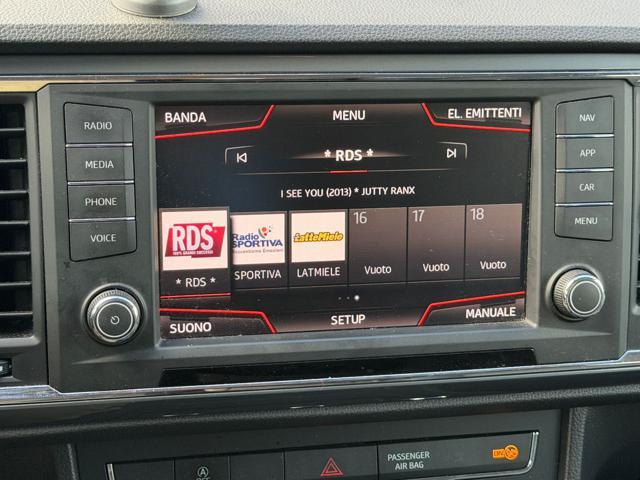 BANDA MENU EL. EMITTENTI
* RDS *
I SEE YOU (2013) * JUTTY RANX
RDS
100% GRANDI SUCCESSI
* RDS *
Radio
SPORTIVA
SPORTIVA
LatteMiele
LATMIELE
16
Vuoto
17
Vuoto
18
Vuoto
SUONO SETUP MANUALE
RADIO
MEDIA
PHONE
VOICE
NAV
APP
CAR
MENU
A
OFF
PASSENGER
AIR BAG
ON